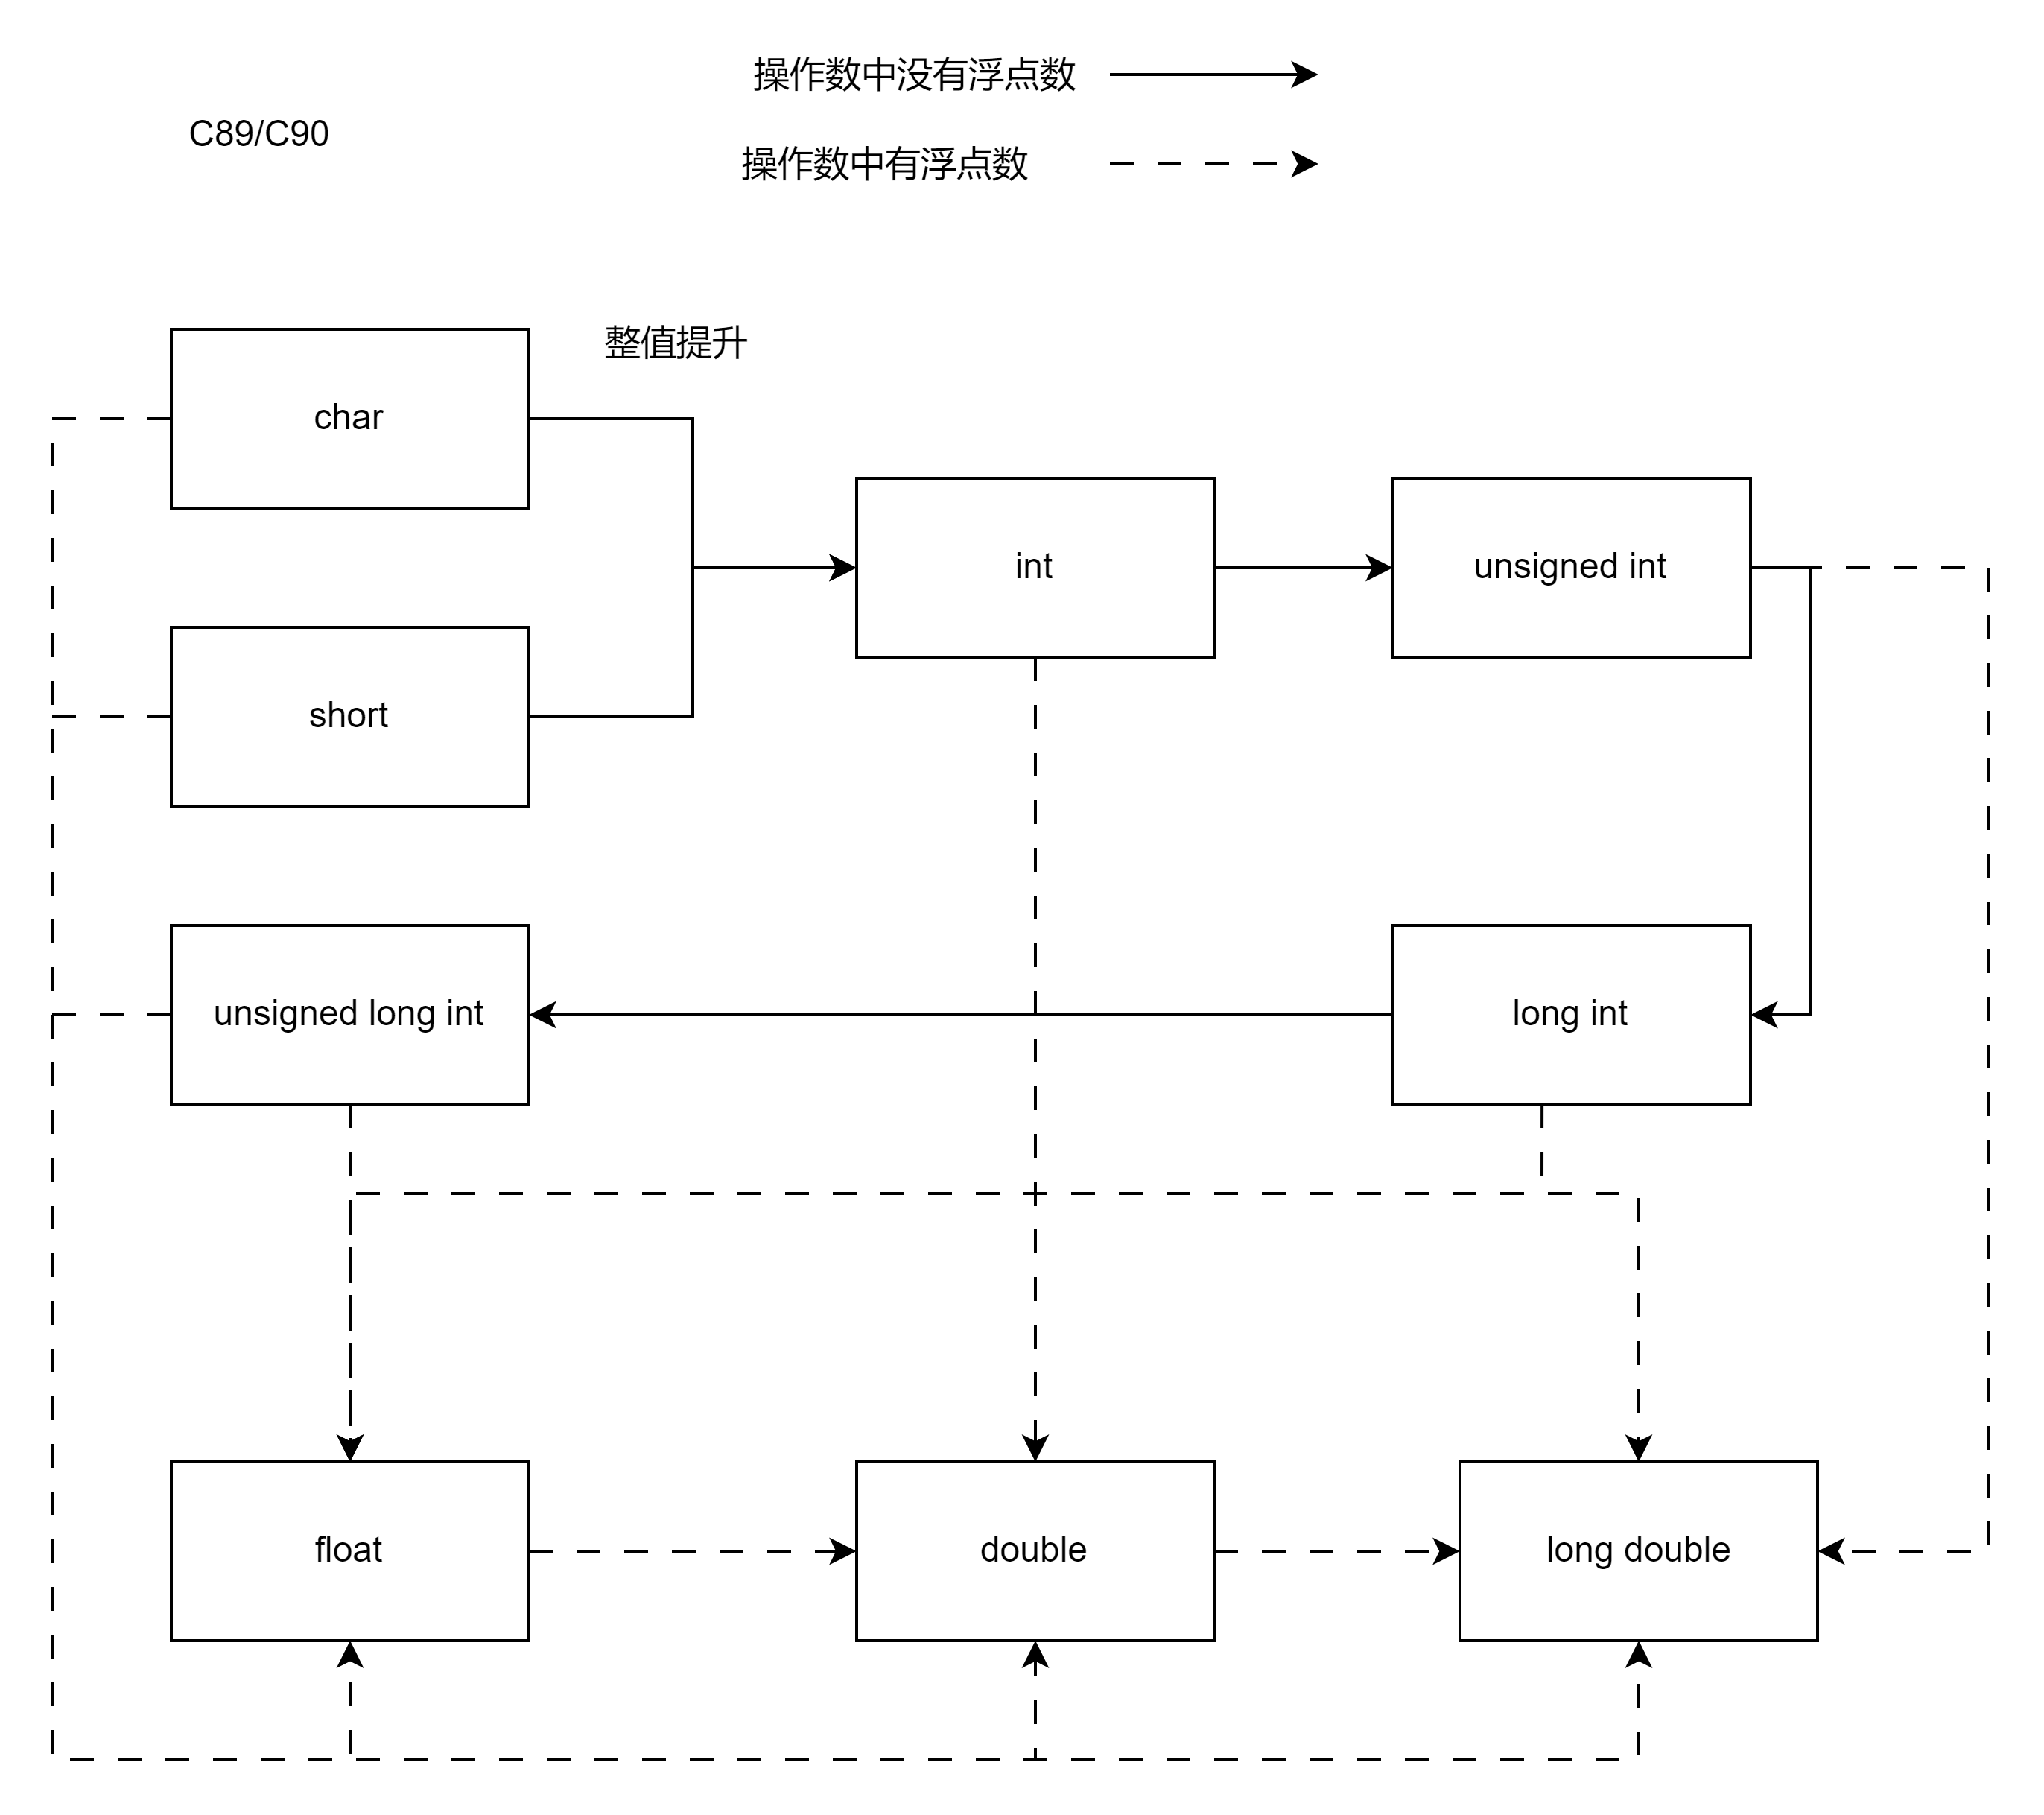 操作数中没有浮点数
C89/C90
操作数中有浮点数
整值提升
char
int
unsigned int
short
unsigned long int
long int
float
double
long double